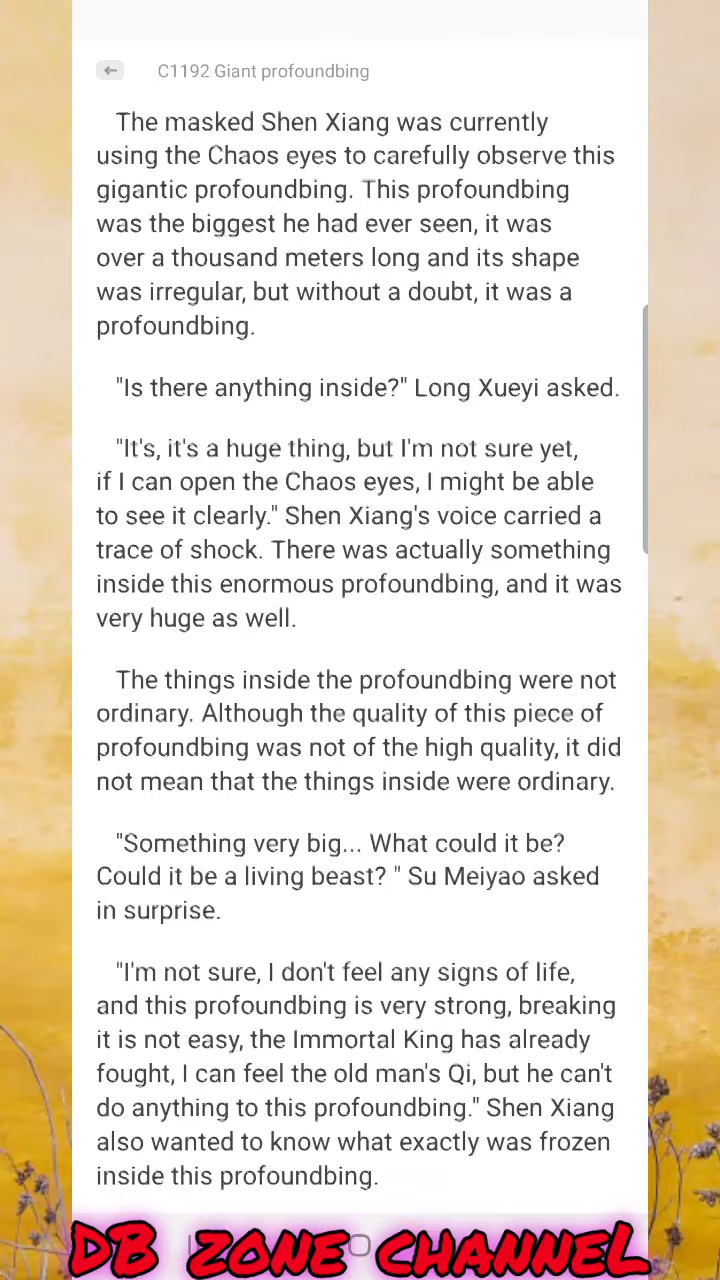 C1192 Giant profoundbing
The masked Shen Xiang was currently
using the Chaos eyes to carefully observe this
gigantic profoundbing. This profoundbing
was the biggest he had ever seen, it was
over a thousand meters long and its shape
was irregular, but without a doubt, it was a
profoundbing.
"Is there anything inside?" Long Xueyi asked.
"It's, it's a huge thing, but I'm not sure yet,
if I can open the Chaos eyes, I might be able
to see it clearly." Shen Xiang's voice carried a
trace of shock. There was actually something
inside this enormous profoundbing, and it was
very huge as well.
The things inside the profoundbing were not
ordinary. Although the quality of this piece of
profoundbing was not of the high quality, it did
not mean that the things inside were ordinary.
"Something very big... What could it be?
Could it be a living beast? " Su Meiyao asked
in surprise.
"I'm not sure, I don't feel any signs of life,
and this profoundbing is very strong, breaking
it is not easy, the Immortal King has already
fought, I can feel the old man's Qi, but he can't
do anything to this profoundbing." Shen Xiang
also wanted to know what exactly was frozen
inside this profoundbing.
DB ZONE CHANNEL